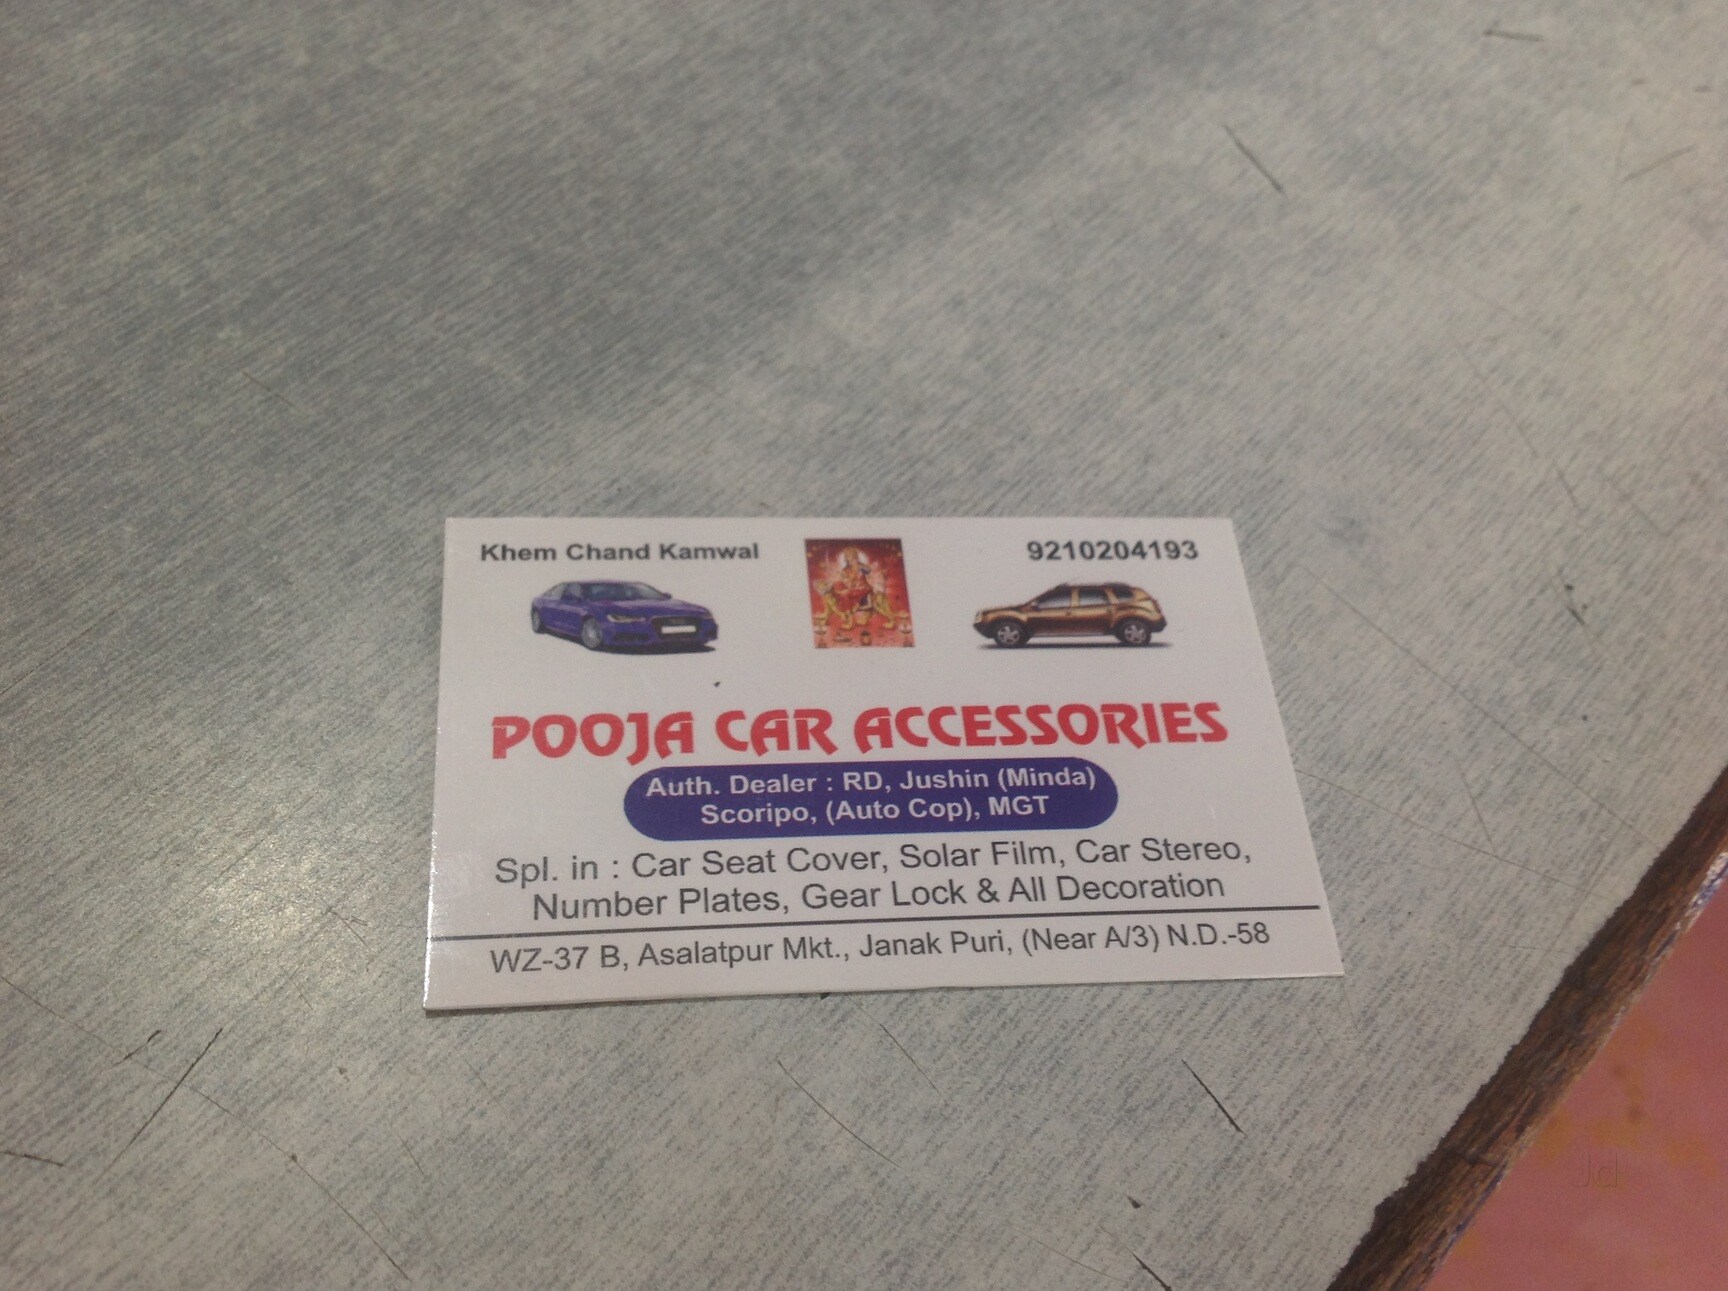 Khem Chand Kamwal
9210204193
POOJA CAR ACCESSORIES
Auth. Dealer : RD, Jushin (Minda)
Scoripo, (Auto Cop), MGT
Spl. in : Car Seat Cover, Solar Film, Car Stereo,
Number Plates, Gear Lock & All Decoration
WZ-37 B, Asalatpur Mkt., Janak Puri, (Near A/3) N.D.-58
Jd